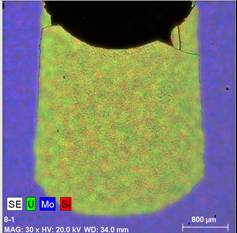 SE U Mo Si
8-1
MAG: 30 x HV: 20.0 kV WD: 34.0 mm
800 µm